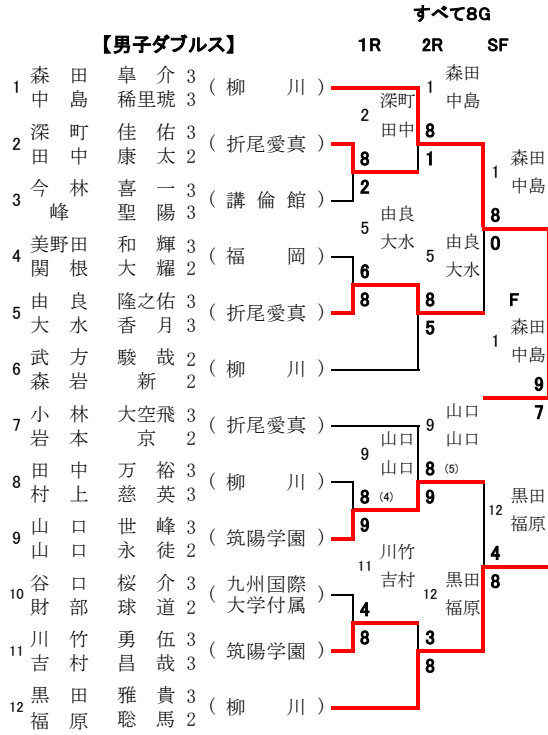 すべて8G
【男子ダブルス】 1R 2R SF
1 森田 皐介 3 中島 稀里琥 3 ( 柳川 )
2 深町 佳佑 3 田中 康太 2 ( 折尾愛真 )
3 今林 喜一 3 峰 聖陽 3 ( 講倫館 )
4 美野田 和輝 3 関根 大耀 2 ( 福岡 )
5 由良 隆之佑 3 大水 香月 3 ( 折尾愛真 )
6 武方 駿哉 2 森岩 新 2 ( 柳川 )
7 小林 大空飛 3 岩本 京 2 ( 折尾愛真 )
8 田中 万裕 3 村上 慈英 3 ( 柳川 )
9 山口 世峰 3 山口 永徒 2 ( 筑陽学園 )
10 谷口 桜介 3 財部 球道 2 ( 九州国際大学付属 )
11 川竹 勇伍 3 吉村 昌哉 3 ( 筑陽学園 )
12 黒田 雅貴 3 福原 聡馬 2 ( 柳川 )
2 深町 田中
8
2
5 由良 大水
6
8
9 山口 山口
8 (4)
9
11 川竹 吉村
4
8
1 森田 中島
8
1
5 由良 大水
8
5
9 山口 山口
8 (5)
9
12 黒田 福原
3
8
1 森田 中島
8
0
12 黒田 福原
4
8
F
1 森田 中島
9
7